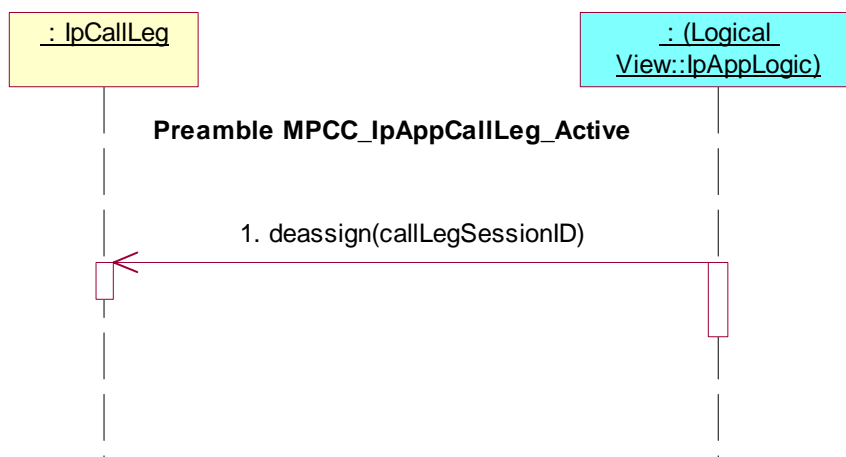 : IpCallLeg
: (Logical
View::IpAppLogic)
Preamble MPCC_IpAppCallLeg_Active
1. deassign(callLegSessionID)